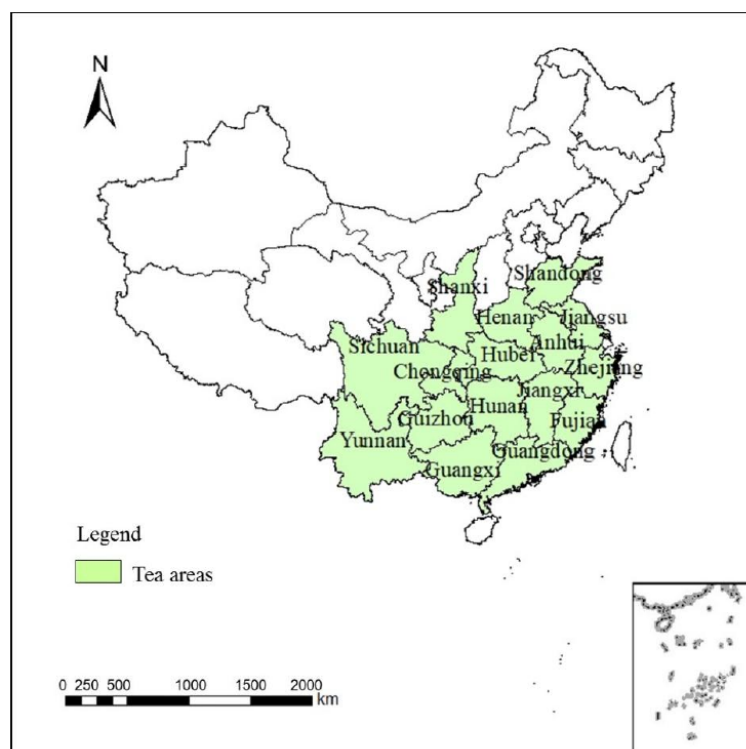 N
Shandong
Shanxi
Henan
Jiangsu
Anhui
Sichuan
Hubei
Chongqing
Zhejiang
Jiangxi
Hunan
Guizhou
Fujian
Yunnan
Guangdong
Guangxi
Legend
Tea areas
0 250 500 1000 1500 2000
km